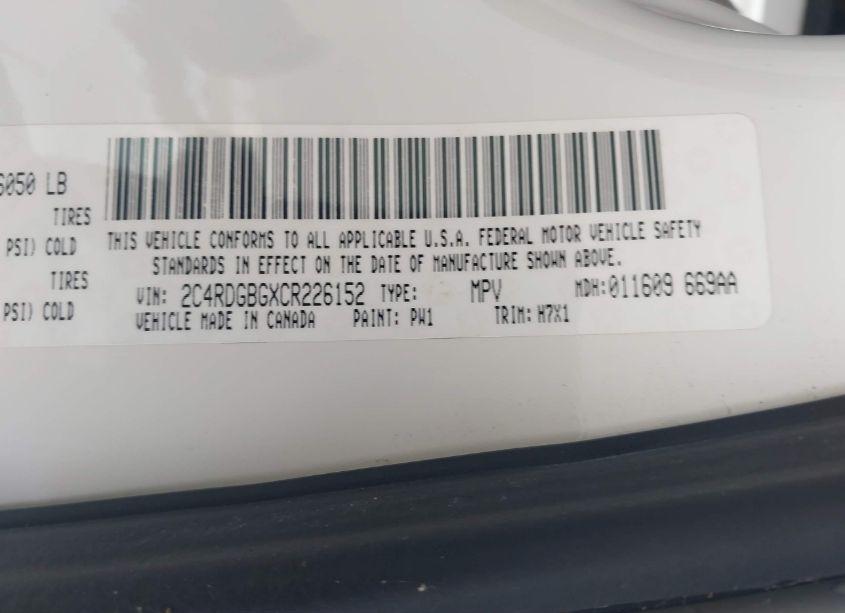 6050 LB
TIRES
PSI) COLD
TIRES
PSI) COLD
THIS VEHICLE CONFORMS TO ALL APPLICABLE U.S.A. FEDERAL MOTOR VEHICLE SAFETY
STANDARDS IN EFFECT ON THE DATE OF MANUFACTURE SHOWN ABOVE.
VIN: 2C4RDGBGXCR226152 TYPE: MPV MDH:011609 669AA
VEHICLE MADE IN CANADA PAINT: PW1 TRIM: H7X1